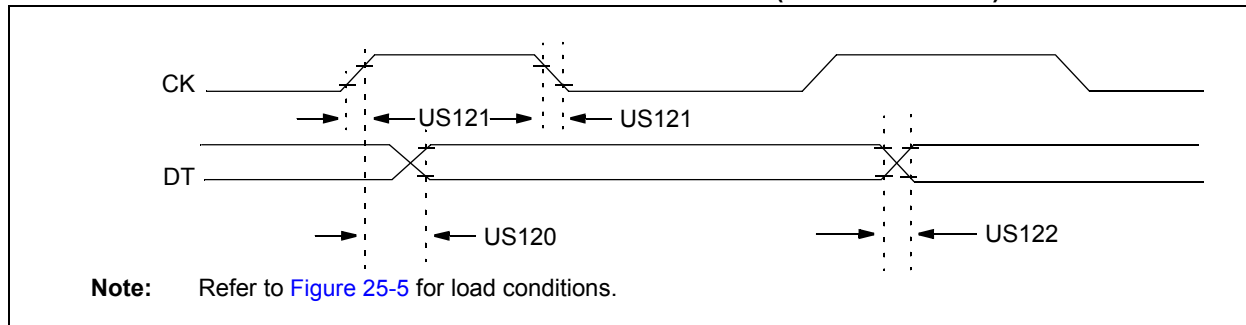 CK
US121
US121
DT
US120
US122
Note: Refer to Figure 25-5 for load conditions.